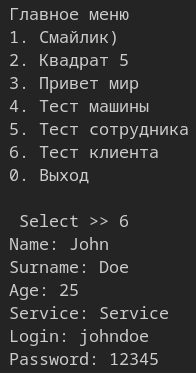 Главное меню
1. Смайлик)
2. Квадрат 5
3. Привет мир
4. Тест машины
5. Тест сотрудника
6. Тест клиента
0. Выход
Select >> 6
Name: John
Surname: Doe
Age: 25
Service: Service
Login: johndoe
Password: 12345